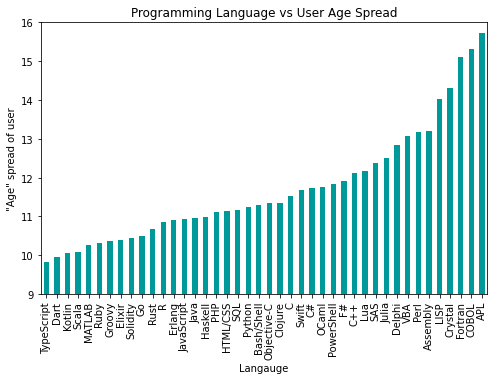 Programming Language vs User Age Spread
"Age" spread of user
16
15
14
13
12
11
10
9
TypeScript
Dart
Kotlin
Scala
MATLAB
Ruby
Groovy
Elixir
Solidity
Go
Rust
R
Erlang
JavaScript
Java
Haskell
PHP
HTML/CSS
SQL
Python
Bash/Shell
Objective-C
Clojure
C
Swift
C#
OCaml
PowerShell
F#
C++
Lua
SAS
Julia
Delphi
VBA
Perl
Assembly
LISP
Crystal
Fortran
COBOL
APL
Langauge